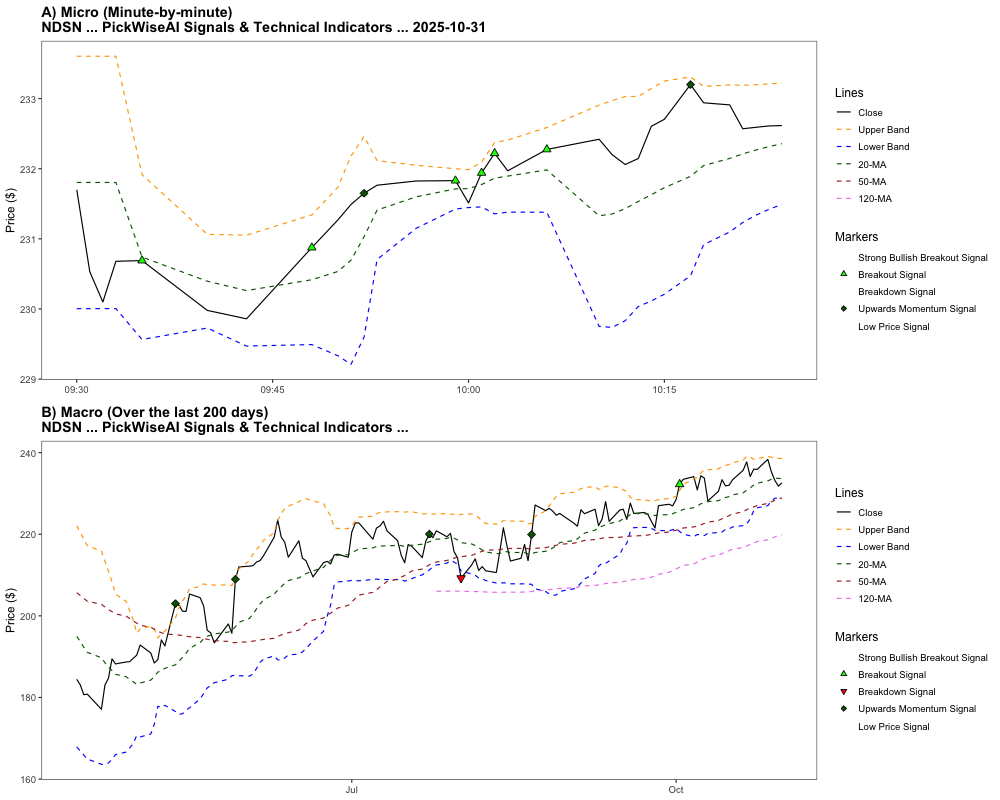 A) Micro (Minute-by-minute)
NDSN ... PickWiseAI Signals & Technical Indicators ... 2025-10-31
Price ($)
233
232
231
230
229
09:30
09:45
10:00
10:15
Lines
Close
Upper Band
Lower Band
20-MA
50-MA
120-MA
Markers
Strong Bullish Breakout Signal
Breakout Signal
Breakdown Signal
Upwards Momentum Signal
Low Price Signal
B) Macro (Over the last 200 days)
NDSN ... PickWiseAI Signals & Technical Indicators ...
Price ($)
240
220
200
180
160
Jul
Oct
Lines
Close
Upper Band
Lower Band
20-MA
50-MA
120-MA
Markers
Strong Bullish Breakout Signal
Breakout Signal
Breakdown Signal
Upwards Momentum Signal
Low Price Signal